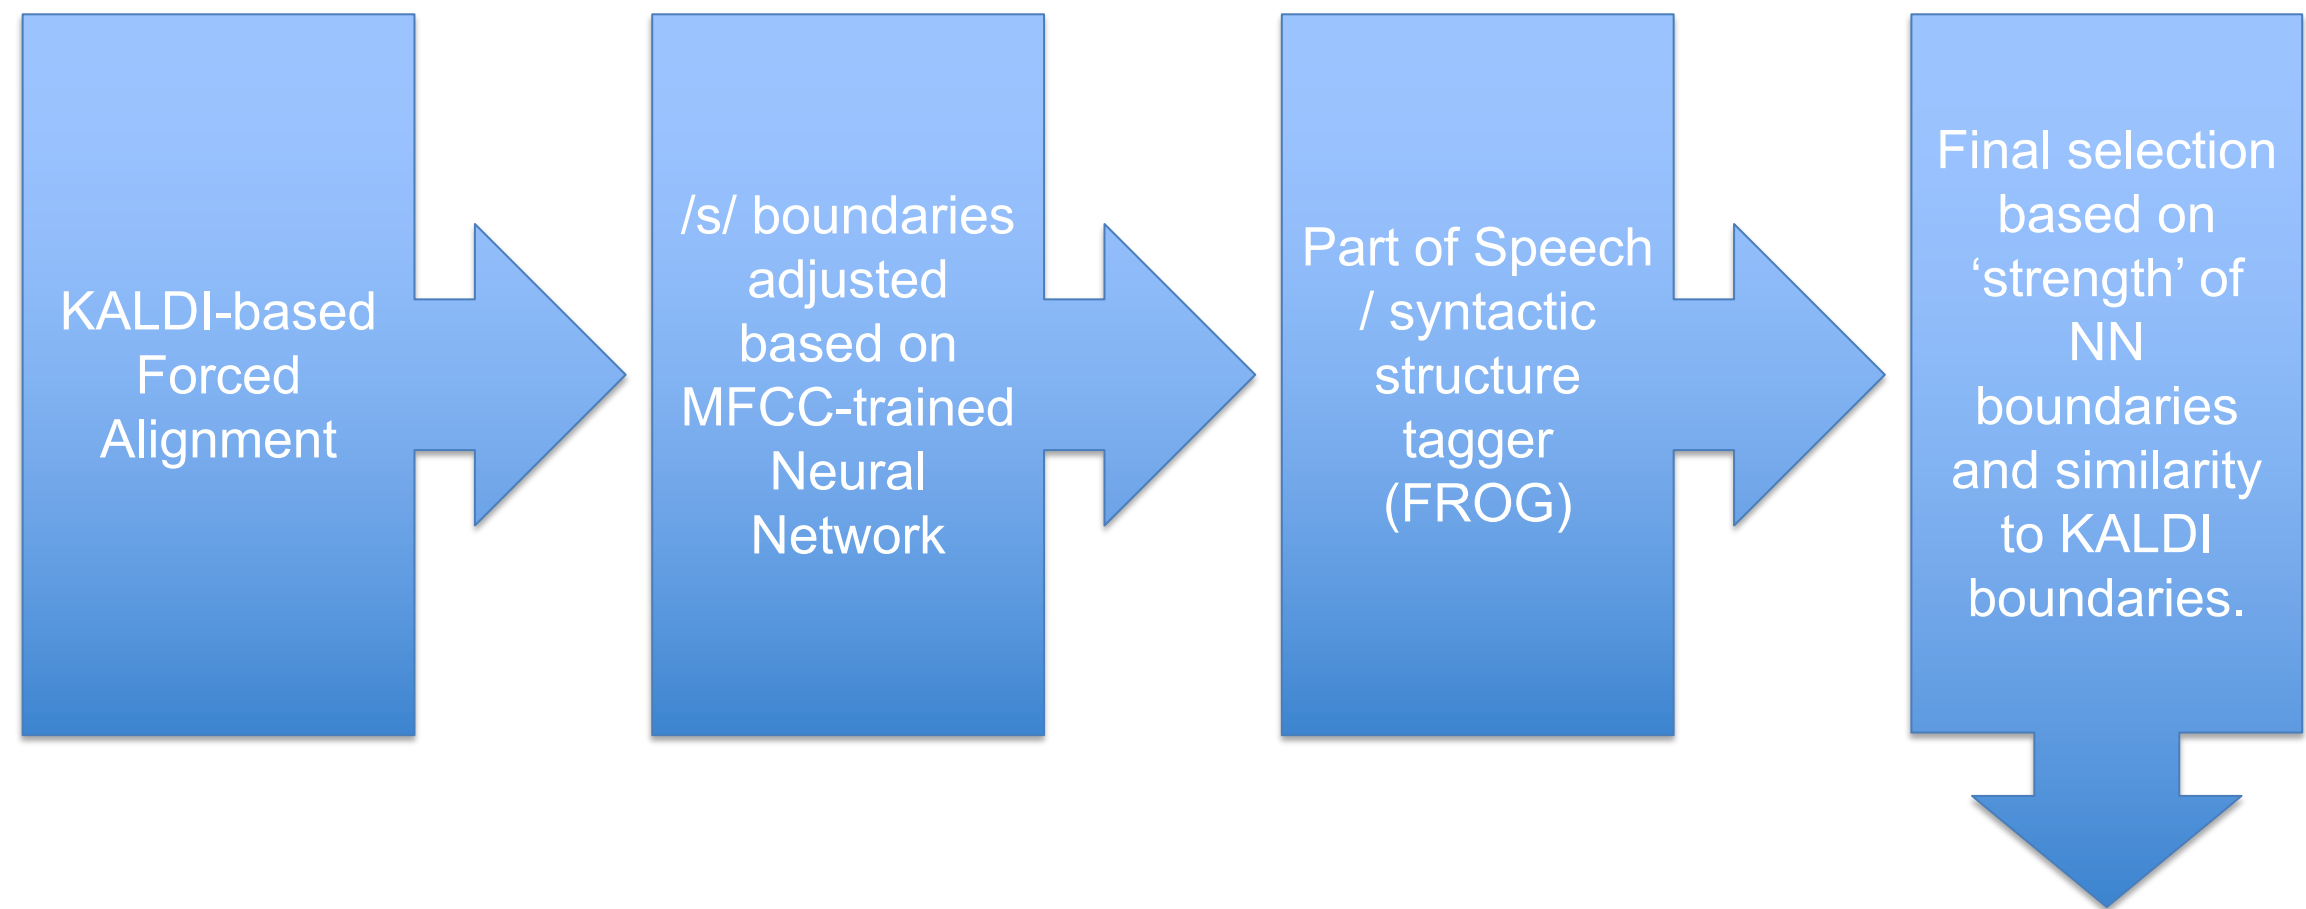 KALDI-based
Forced
Alignment
/s/ boundaries
adjusted
based on
MFCC-trained
Neural
Network
Part of Speech
/ syntactic
structure
tagger
(FROG)
Final selection
based on
‘strength’ of
NN
boundaries
and similarity
to KALDI
boundaries.